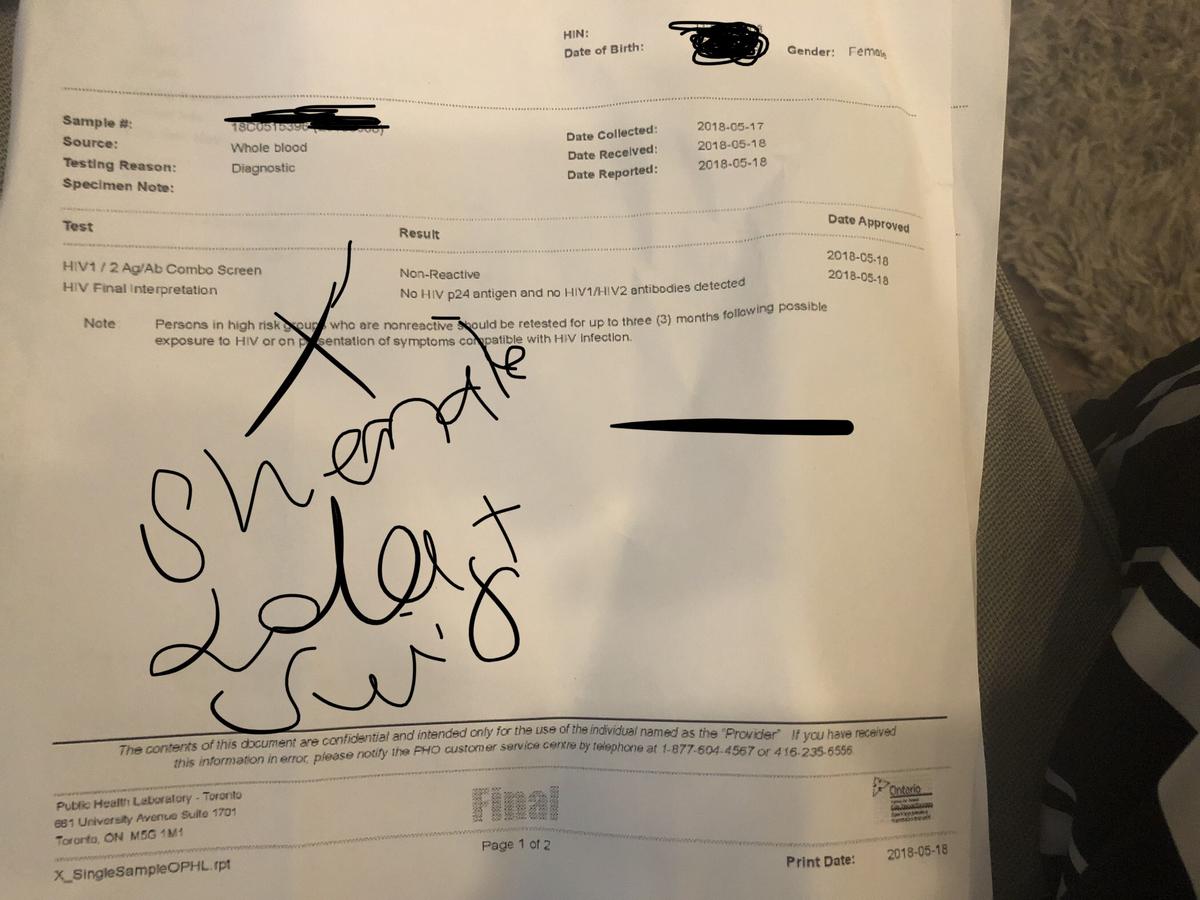 HIN:
Date of Birth: Gender: Female
Sample #:
Source: Whole blood
Testing Reason: Diagnostic
Specimen Note:
Date Collected: 2018-05-17
Date Received: 2018-05-18
Date Reported: 2018-05-18
Test Result Date Approved
HIV1 / 2 Ag/Ab Combo Screen Non-Reactive 2018-05-18
HIV Final Interpretation No HIV p24 antigen and no HIV1/HIV2 antibodies detected 2018-05-18
Note Persons in high risk groups who are nonreactive should be retested for up to three (3) months following possible
exposure to HIV or on presentation of symptoms compatible with HIV infection.
X
The contents of this document are confidential and intended only for the use of the individual named as the "Provider" If you have received
this information in error, please notify the PHO customer service centre by telephone at 1-877-604-4567 or 416-235-6556
Public Health Laboratory - Toronto
661 University Avenue Suite 1701
Toronto, ON M5G 1M1
Final
Ontario
Page 1 of 2
X_SingleSampleOPHL.rpt
Print Date: 2018-05-18